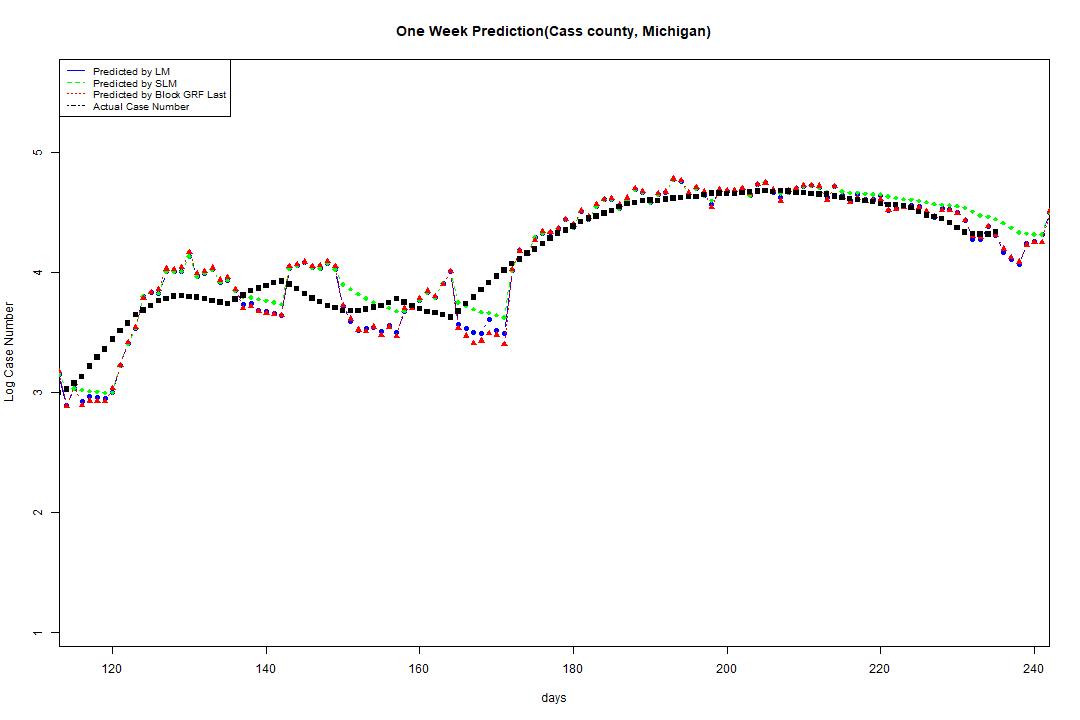 One Week Prediction(Cass county, Michigan)
Predicted by LM
Predicted by SLM
Predicted by Block GRF Last
Actual Case Number
5
4
3
2
1
Log Case Number
120 140 160 180 200 220 240
days